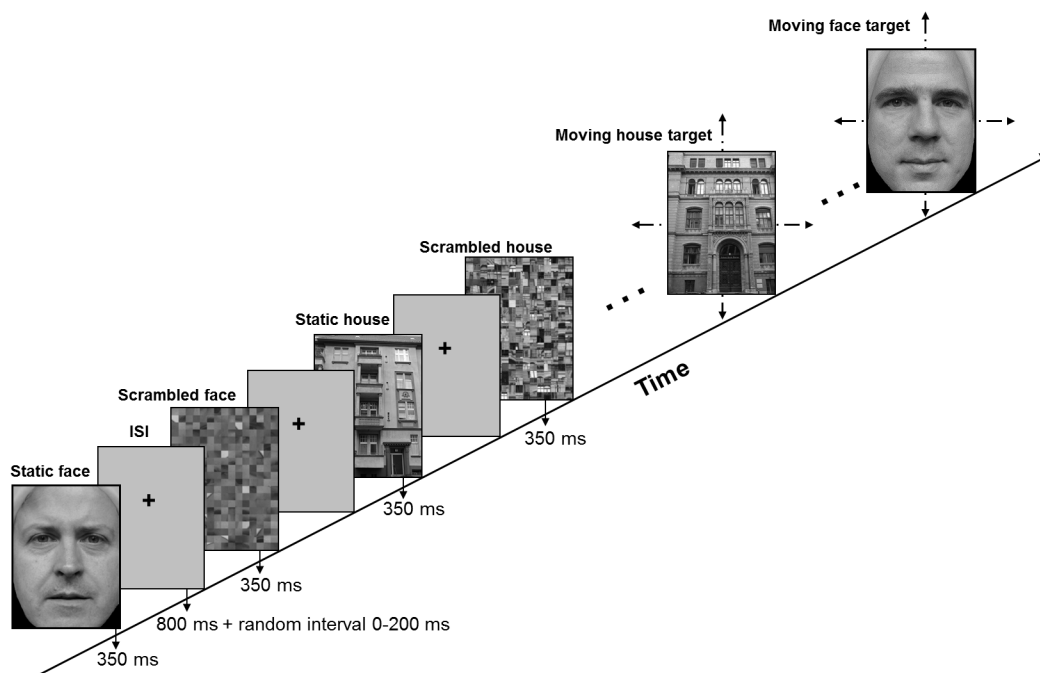 Moving face target
Moving house target
Scrambled house
Static house
Scrambled face
ISI
Static face
Time
350 ms
350 ms
350 ms
800 ms + random interval 0-200 ms
350 ms